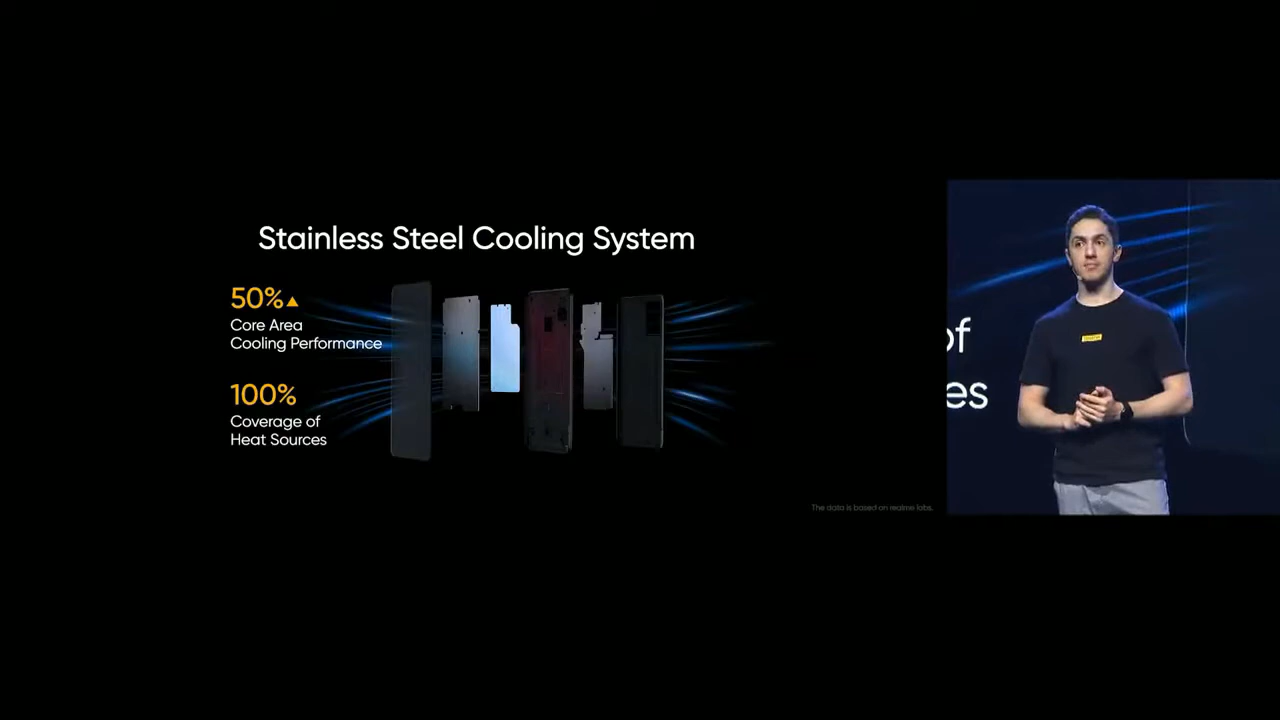 Stainless Steel Cooling System
50%▲
Core Area
Cooling Performance
100%
Coverage of
Heat Sources
The data is based on realme labs.
of
es
realme